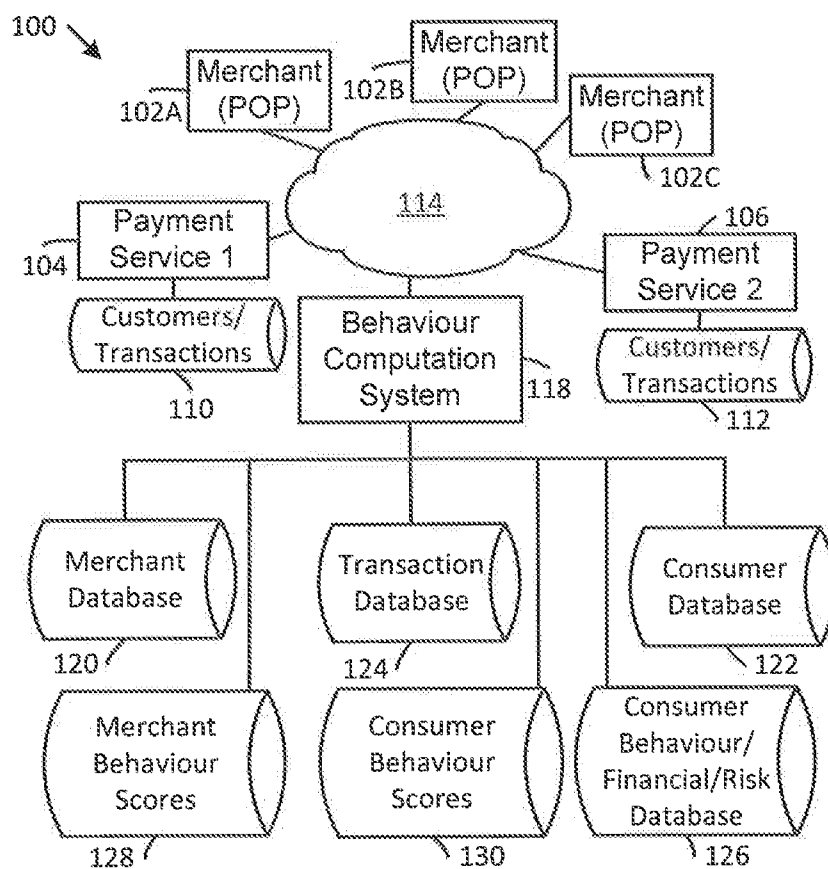 100
Merchant
(POP)
102A
Merchant
(POP)
102B
Merchant
(POP)
102C
114
Payment
Service 1
104
Customers/
Transactions
110
106
Payment
Service 2
Customers/
Transactions
112
Behaviour
Computation
System
118
Merchant
Database
120
Transaction
Database
124
Consumer
Database
122
Merchant
Behaviour
Scores
128
Consumer
Behaviour
Scores
130
Consumer
Behaviour/
Financial/Risk
Database
126